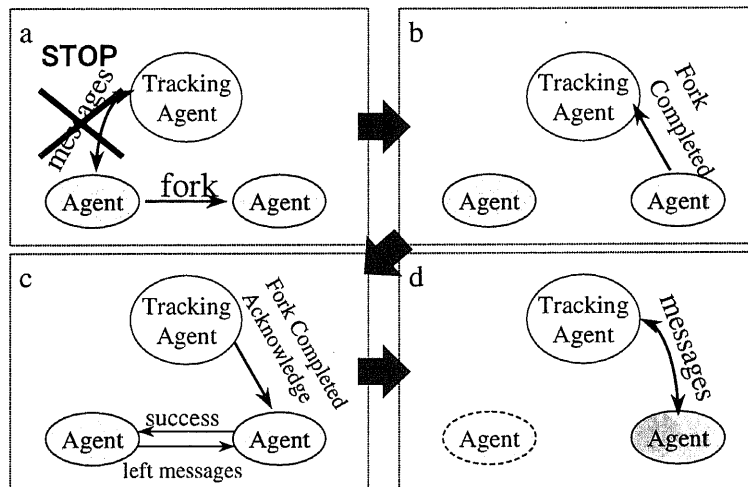 a
STOP
messages
Tracking
Agent
Agent
fork
Agent
b
Tracking
Agent
Fork
Completed
Agent
Agent
c
Tracking
Agent
Fork Completed
Acknowledge
Agent
success
left messages
Agent
d
Tracking
Agent
messages
Agent
Agent